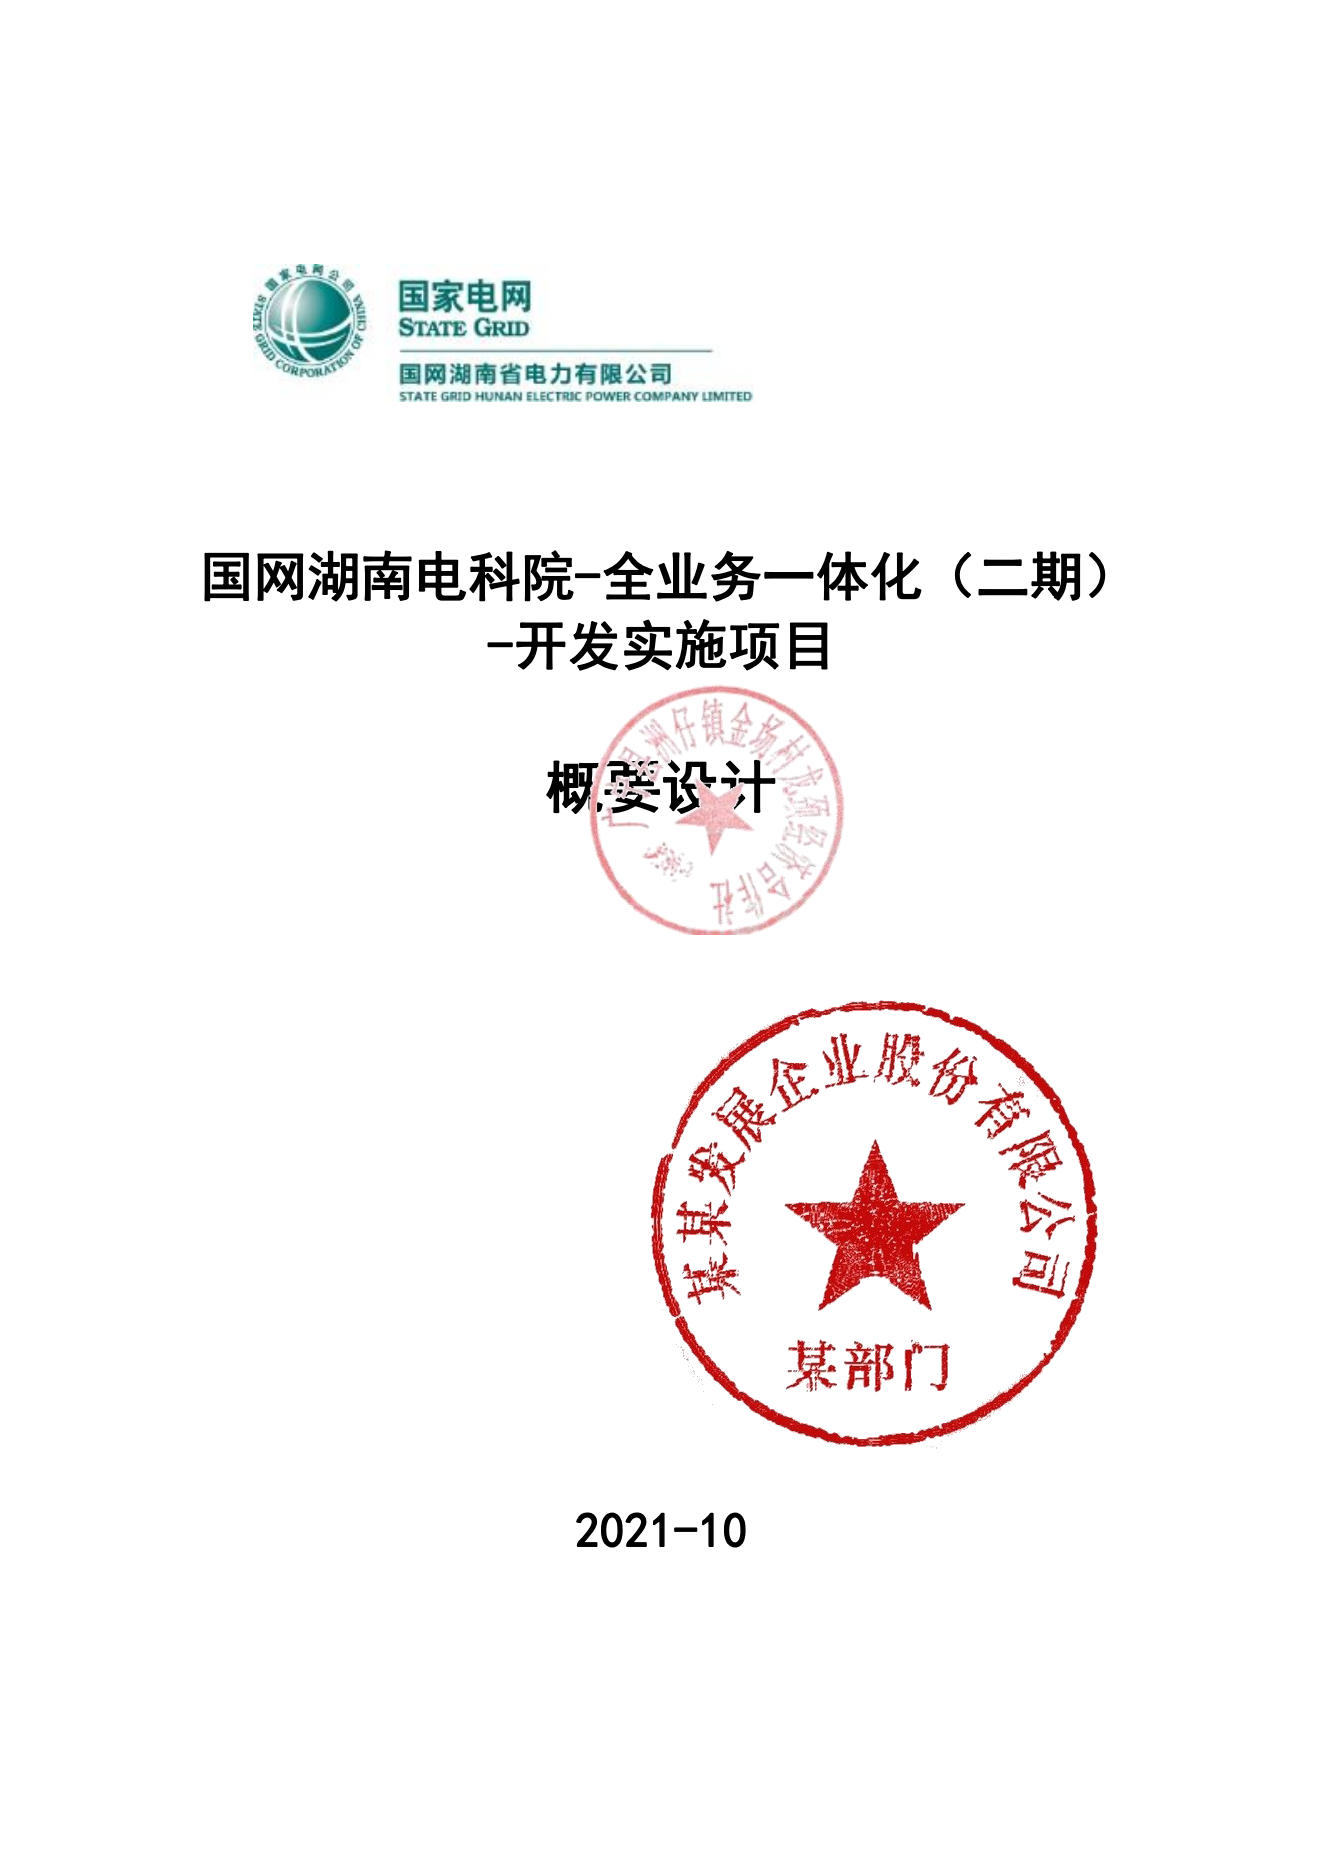 国家电网公司
STATE GRID CORPORATION OF CHINA
国家电网
STATE GRID
国网湖南省电力有限公司
STATE GRID HUNAN ELECTRIC POWER COMPANY LIMITED
国网湖南电科院-全业务一体化（二期）
-开发实施项目
概要设计
洲仔镇金场村龙颈经济合作社
某某发展企业股份有限公司
某部门
2021-10